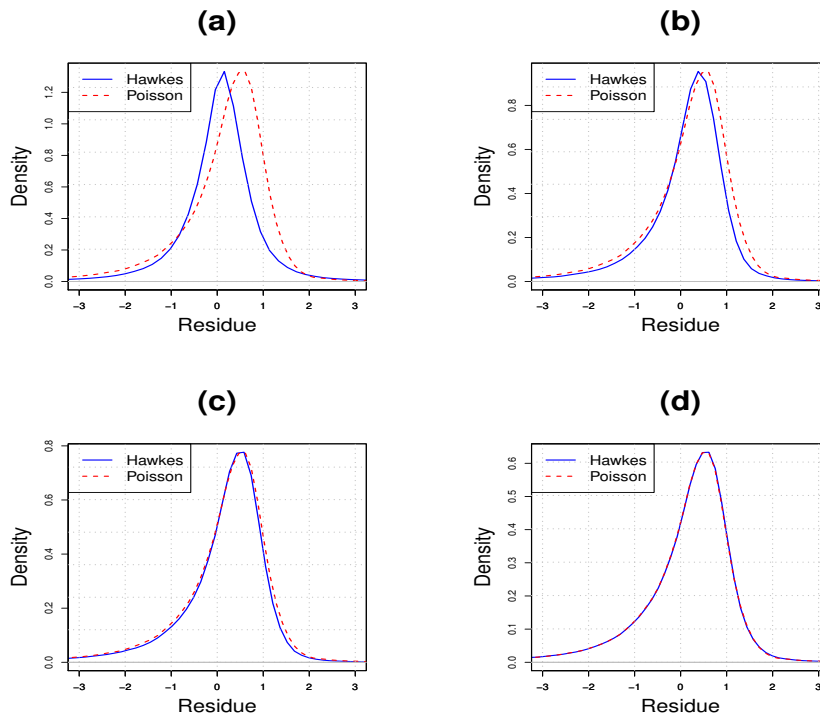 (a)
Hawkes
Poisson
Density
0.0 0.2 0.4 0.6 0.8 1.0 1.2
−3 −2 −1 0 1 2 3
Residue
(b)
Hawkes
Poisson
Density
0.0 0.2 0.4 0.6 0.8
−3 −2 −1 0 1 2 3
Residue
(c)
Hawkes
Poisson
Density
0.0 0.2 0.4 0.6 0.8
−3 −2 −1 0 1 2 3
Residue
(d)
Hawkes
Poisson
Density
0.0 0.1 0.2 0.3 0.4 0.5 0.6
−3 −2 −1 0 1 2 3
Residue